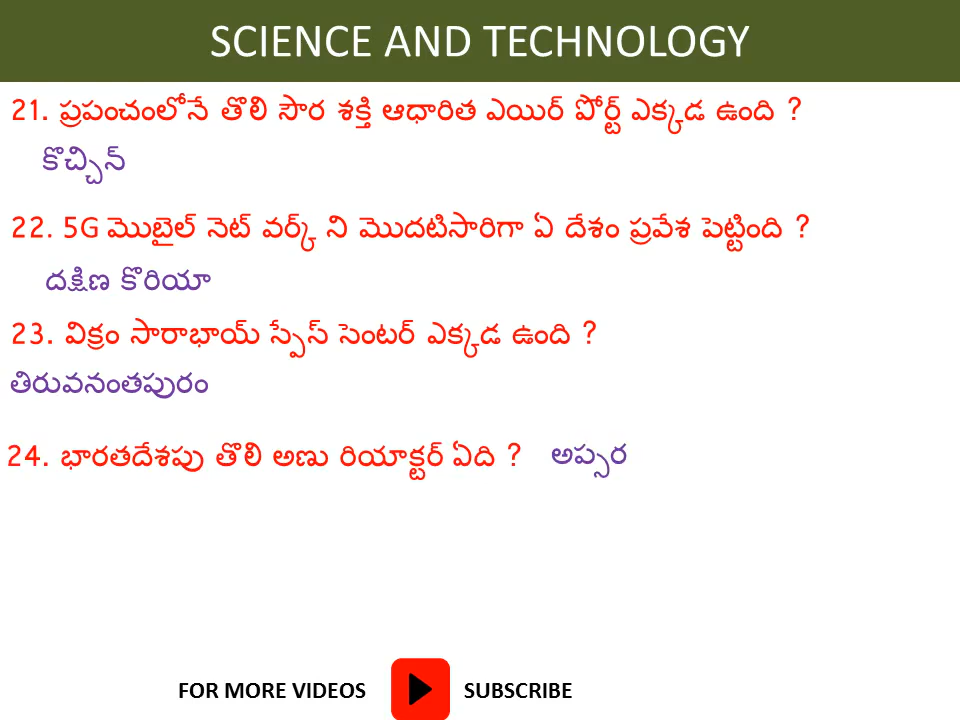 SCIENCE AND TECHNOLOGY
21. ప్రపంచంలోనే తొలి సౌర శక్తి ఆధారిత ఎయిర్ పోర్ట్ ఎక్కడ ఉంది ?
కొచ్చిన్
22. 5G మొబైల్ నెట్ వర్క్ ని మొదటిసారిగా ఏ దేశం ప్రవేశ పెట్టింది ?
దక్షిణ కొరియా
23. విక్రం సారాభాయ్ స్పేస్ సెంటర్ ఎక్కడ ఉంది ?
తిరువనంతపురం
24. భారతదేశపు తొలి అణు రియాక్టర్ ఏది ? అప్సర
FOR MORE VIDEOS SUBSCRIBE